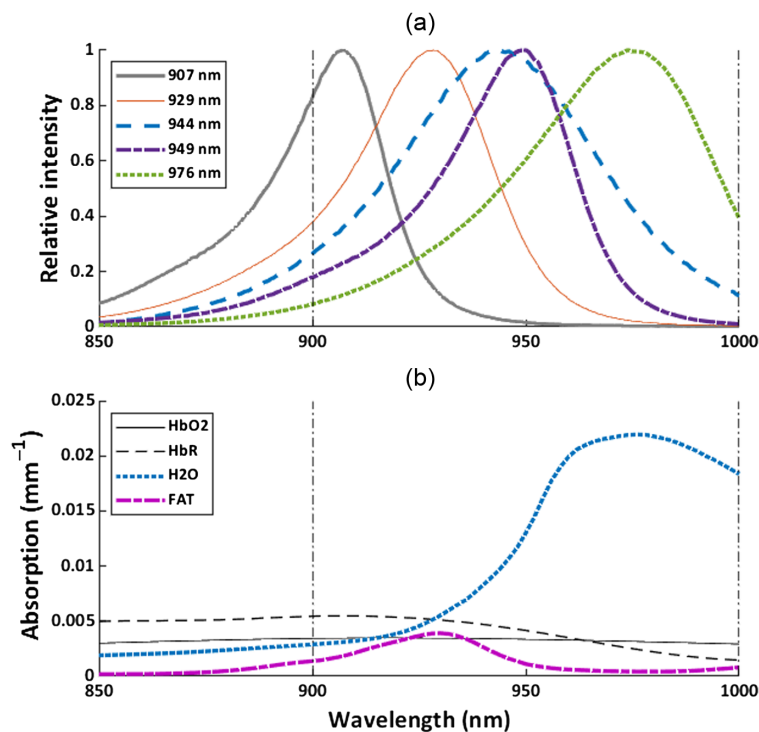 (a)
Relative intensity
1
0.8
0.6
0.4
0.2
0
907 nm
929 nm
944 nm
949 nm
976 nm
850
900
950
1000
(b)
Absorption (mm−1)
0.025
0.02
0.015
0.01
0.005
0
HbO2
HbR
H2O
FAT
850
900
950
1000
Wavelength (nm)